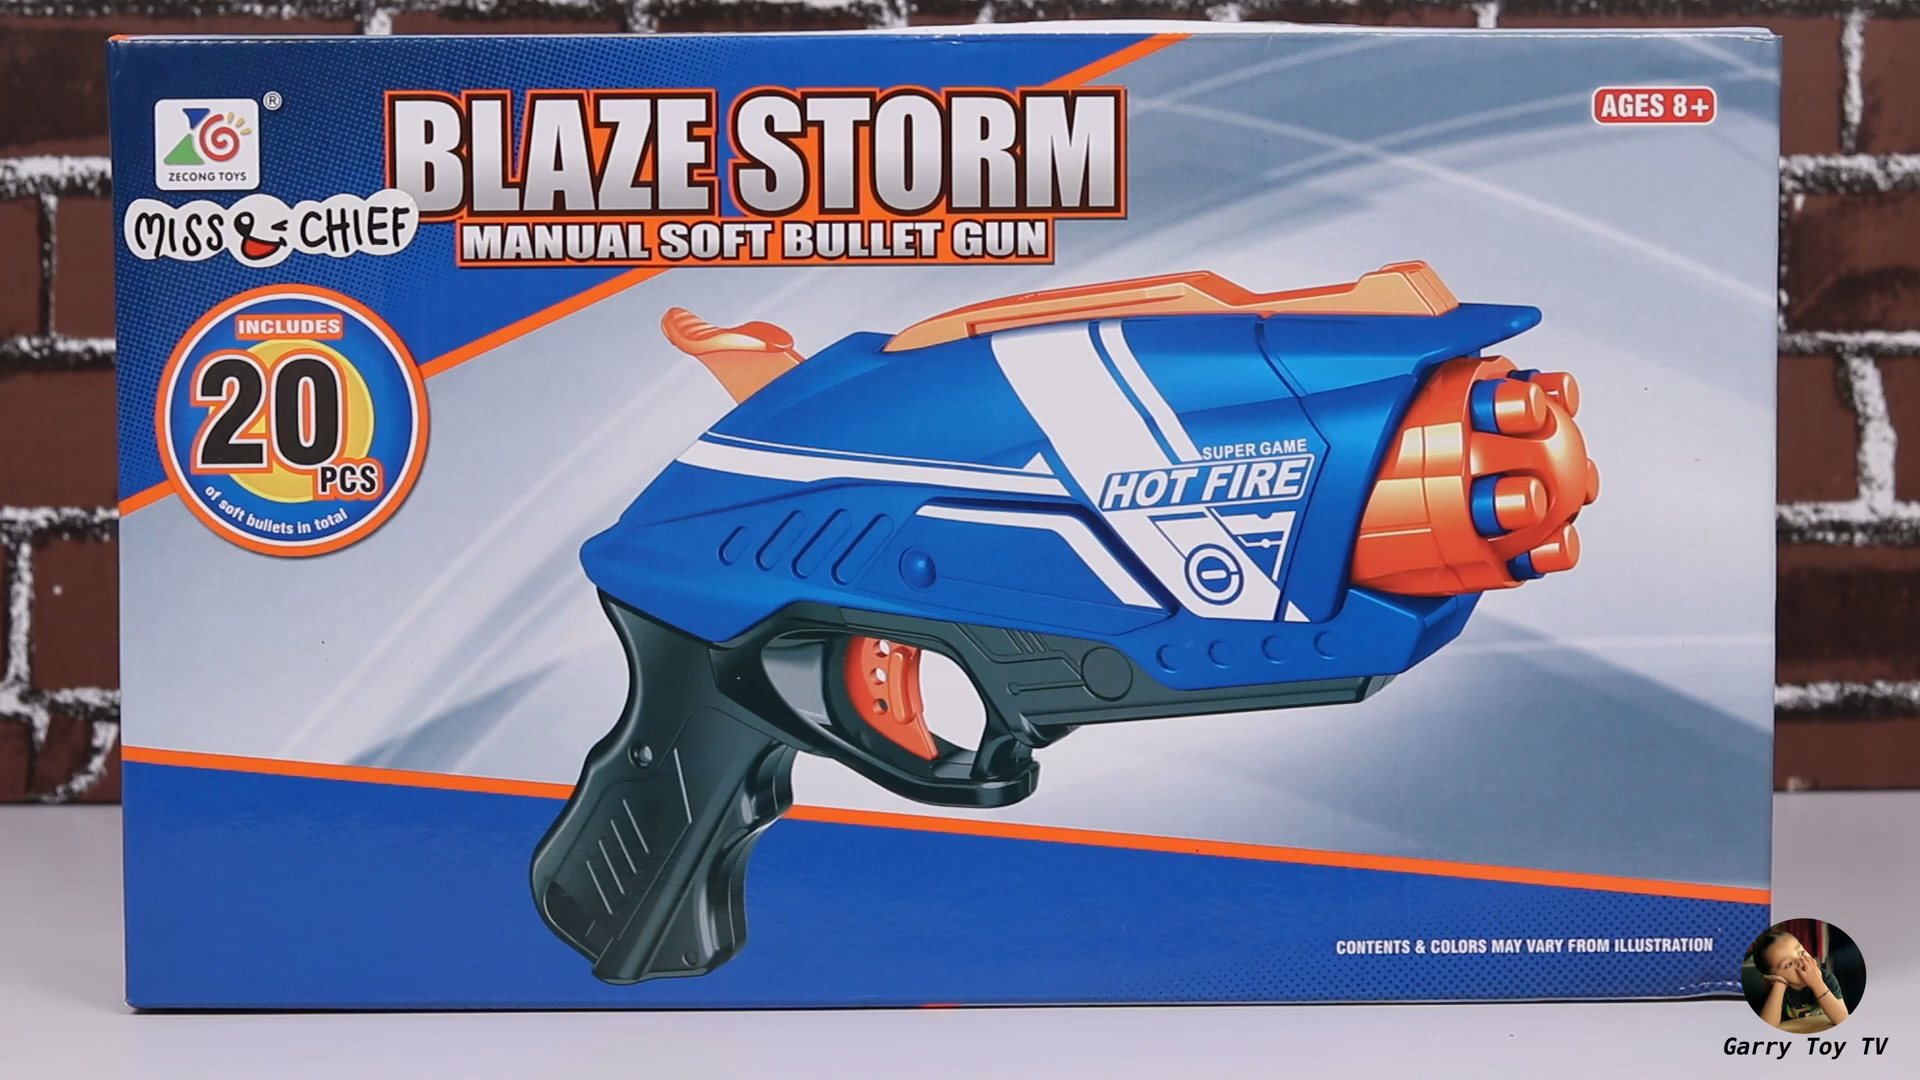 ZECONG TOYS
®
MISS & CHIEF
BLAZE STORM
MANUAL SOFT BULLET GUN
AGES 8+
INCLUDES
20
PCS
of soft bullets in total
SUPER GAME
HOT FIRE
CONTENTS & COLORS MAY VARY FROM ILLUSTRATION
Garry Toy TV